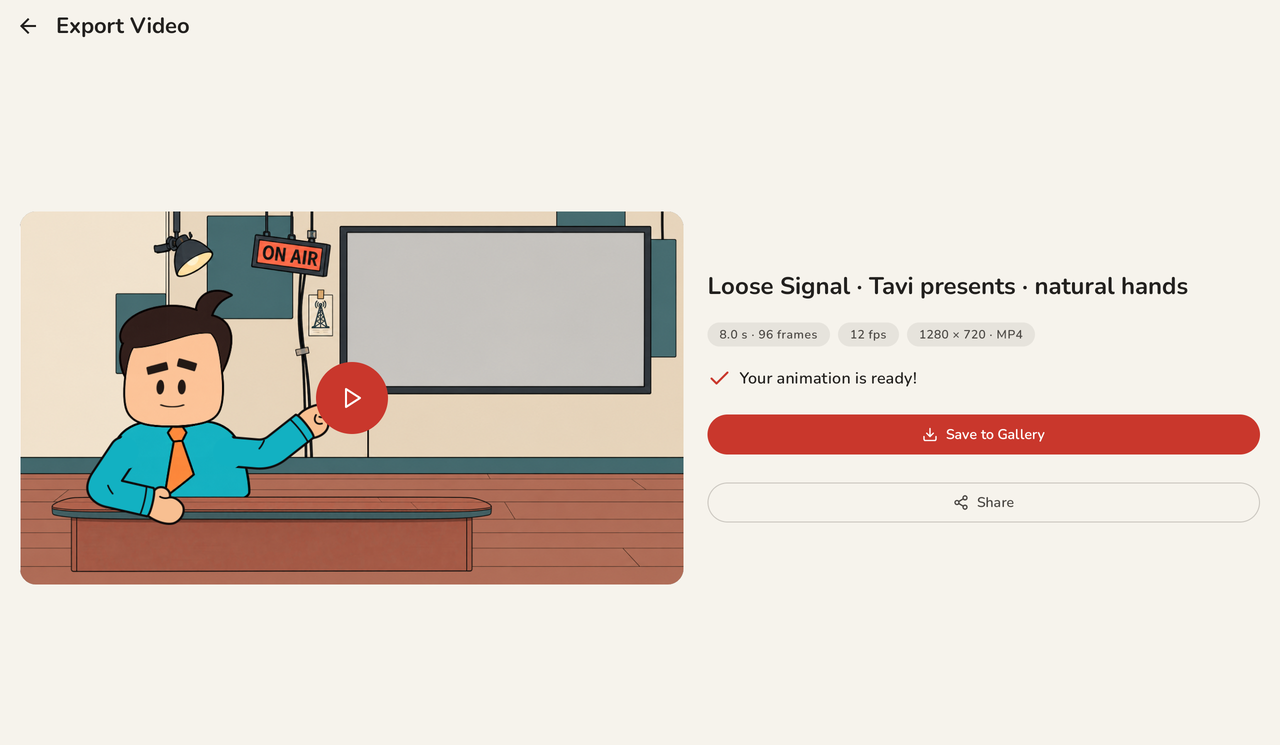 Export Video
ON AIR
Loose Signal · Tavi presents · natural hands
8.0 s · 96 frames
12 fps
1280 × 720 · MP4
Your animation is ready!
Save to Gallery
Share